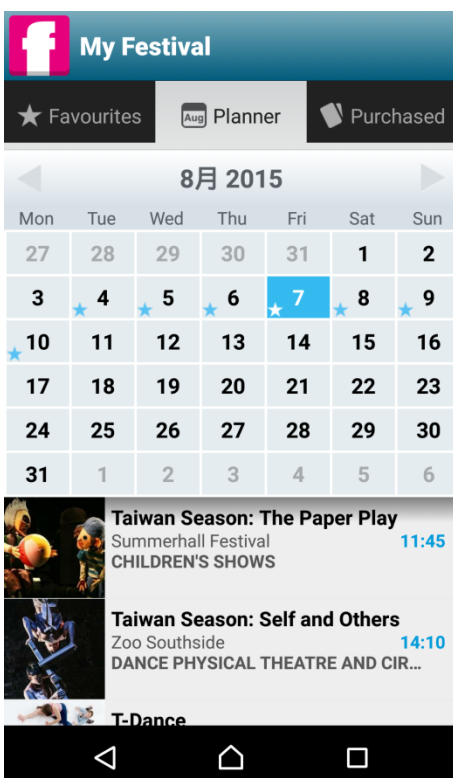 f My Festival
Favourites Aug Planner Purchased
8月 2015
Mon Tue Wed Thu Fri Sat Sun
27 28 29 30 31 1 2
3 4 5 6 7 8 9
10 11 12 13 14 15 16
17 18 19 20 21 22 23
24 25 26 27 28 29 30
31 1 2 3 4 5 6
Taiwan Season: The Paper Play
Summerhall Festival 11:45
CHILDREN'S SHOWS
Taiwan Season: Self and Others
Zoo Southside 14:10
DANCE PHYSICAL THEATRE AND CIR...
T-Dance